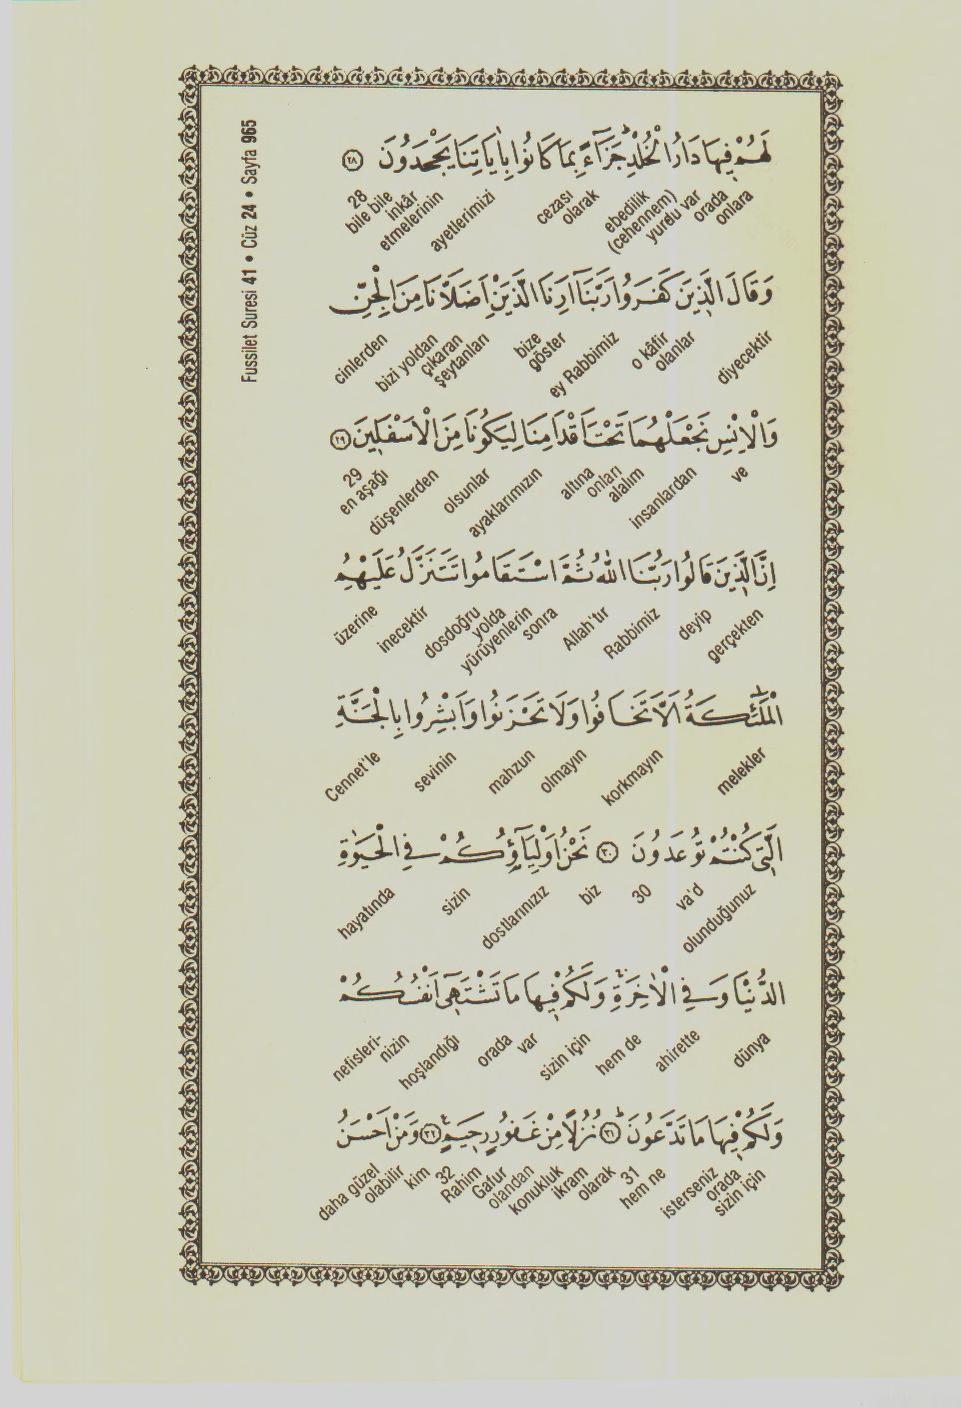 Fussilet Suresi 41 • Cüz 24 • Sayfa 965
لَهُمْ فِيهَا دَارُ الْخُلْدِ جَزَاءً بِمَا كَانُوا بِاٰيَاتِنَا يَجْحَدُونَ ﴿٢٨﴾
onlara orada (cehennem) yurdu var ebedilik olarak cezası ayetlerimizi etmelerinin inkâr bile bile 28
وَقَالَ الَّذِينَ كَفَرُوا رَبَّنَا اَرِنَا الَّذَيْنِ اَضَلَّانَا مِنَ الْجِنِّ
diyecektir o kâfir olanlar ey Rabbimiz bize göster bizi yoldan çıkaran şeytanları cinlerden
وَالْاِنْسِ نَجْعَلْهُمَا تَحْتَ اَقْدَامِنَا لِيَكُونَا مِنَ الْاَسْفَلِينَ ﴿٢٩﴾
ve insanlardan altına onları alalım ayaklarımızın olsunlar düşenlerden en aşağı 29
اِنَّ الَّذِينَ قَالُوا رَبُّنَا اللّٰهُ ثُمَّ اسْتَقَامُوا تَتَنَزَّلُ عَلَيْهِمُ
gerçekten deyip Rabbimiz Allah'tır sonra dosdoğru yolda yürüyenlerin inecektir üzerine
الْمَلٰٓئِكَةُ اَلَّا تَخَافُوا وَلَا تَحْزَنُوا وَاَبْشِرُوا بِالْجَنَّةِ
melekler korkmayın olmayın mahzun sevinin Cennet'le
الَّتِي كُنْتُمْ تُوعَدُونَ ﴿٣٠﴾ نَحْنُ اَوْلِيَاؤُكُمْ فِي الْحَيٰوةِ
olunduğunuz va'd 30 biz dostlarınızız sizin hayatında
الدُّنْيَا وَفِي الْاٰخِرَةِ وَلَكُمْ فِيهَا مَا تَشْتَهِي اَنْفُسُكُمْ
dünya ahirette hem de sizin için var orada hoşlandığı nefisleri- nizin
وَلَكُمْ فِيهَا مَا تَدَّعُونَ ﴿٣١﴾ نُزُلًا مِنْ غَفُورٍ رَحِيمٍ ﴿٣٢﴾ وَمَنْ اَحْسَنُ
sizin için orada isterseniz hem ne 31 olarak ikram konukluk olandan Gafur Rahim 32 kim olabilir daha güzel